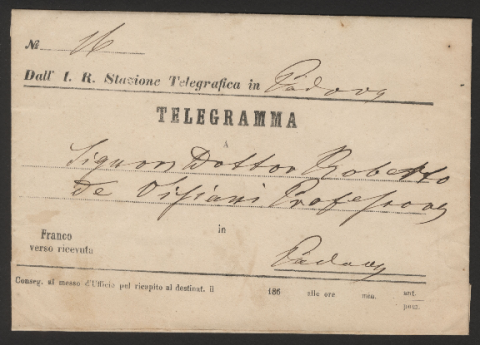 № 16
Dall' I. R. Stazione Telegrafica in Padova
TELEGRAMMA
A
Signor Dottor Roberto
De Visiani Professore
in
Franco
verso ricevuta
Padova
Conseg. al messo d'Ufficio pel ricapito al destinat. il 186 alle ore min. ant.
pom.